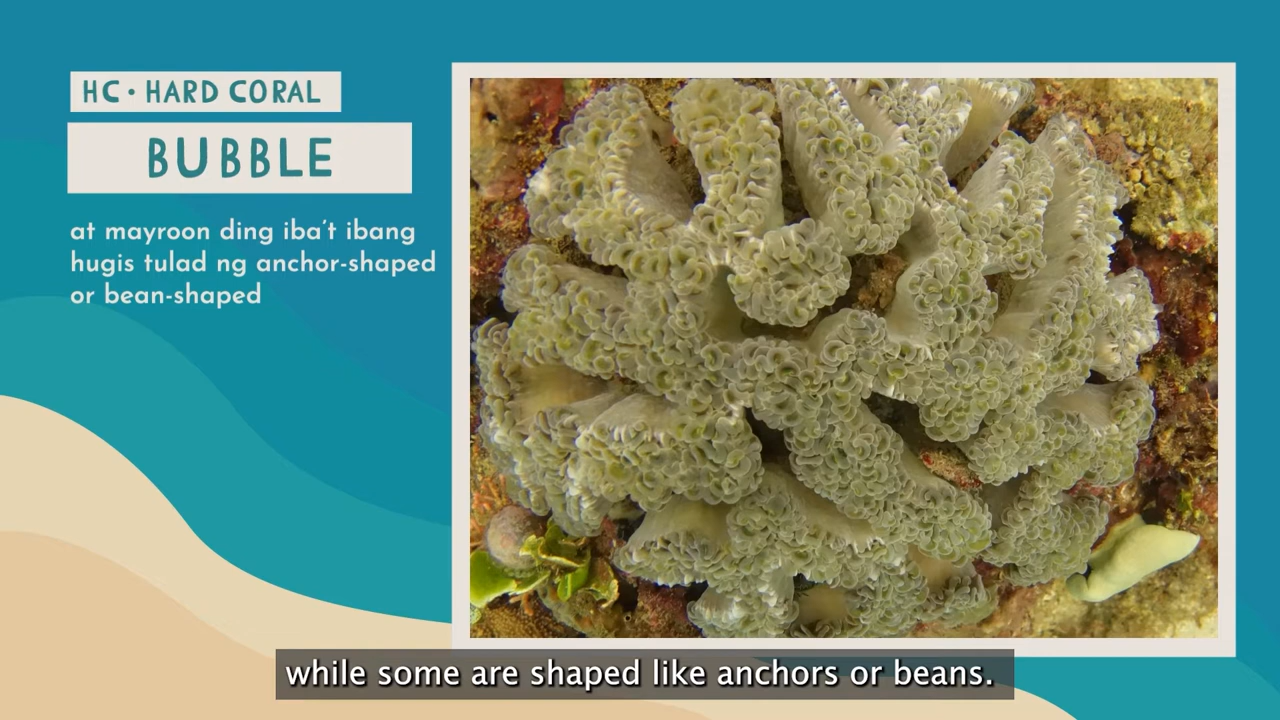 HC • HARD CORAL
BUBBLE
at mayroon ding iba't ibang
hugis tulad ng anchor-shaped
or bean-shaped
while some are shaped like anchors or beans.